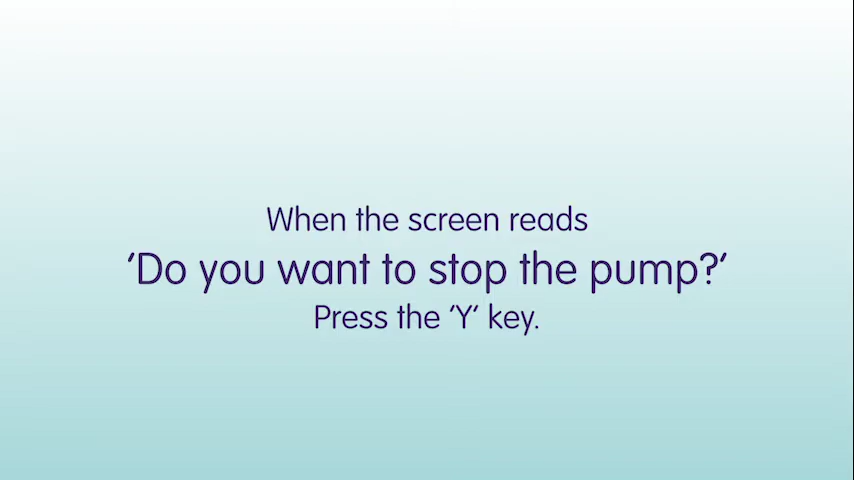 When the screen reads
‘Do you want to stop the pump?’
Press the ‘Y’ key.